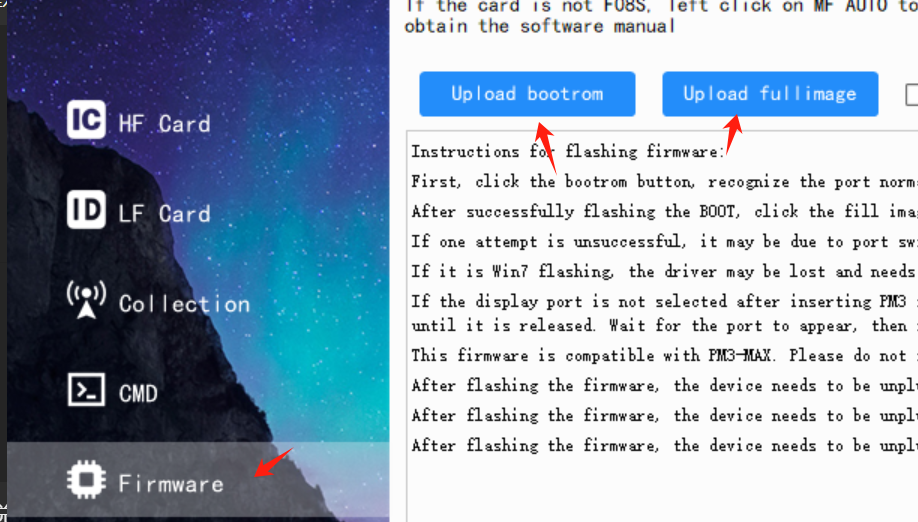 If the card is not F08S, left click on MF AUTO to
obtain the software manual
Upload bootrom
Upload fullimage
IC HF Card
ID LF Card
Collection
CMD
Firmware
Instructions for flashing firmware:
First, click the bootrom button, recognize the port
After successfully flashing the BOOT, click the fill
If one attempt is unsuccessful, it may be due to port
If it is Win7 flashing, the driver may be lost and needs
If the display port is not selected after inserting PM3
until it is released. Wait for the port to appear, then
This firmware is compatible with PM3-MAX. Please do not
After flashing the firmware, the device needs to be
After flashing the firmware, the device needs to be
After flashing the firmware, the device needs to be